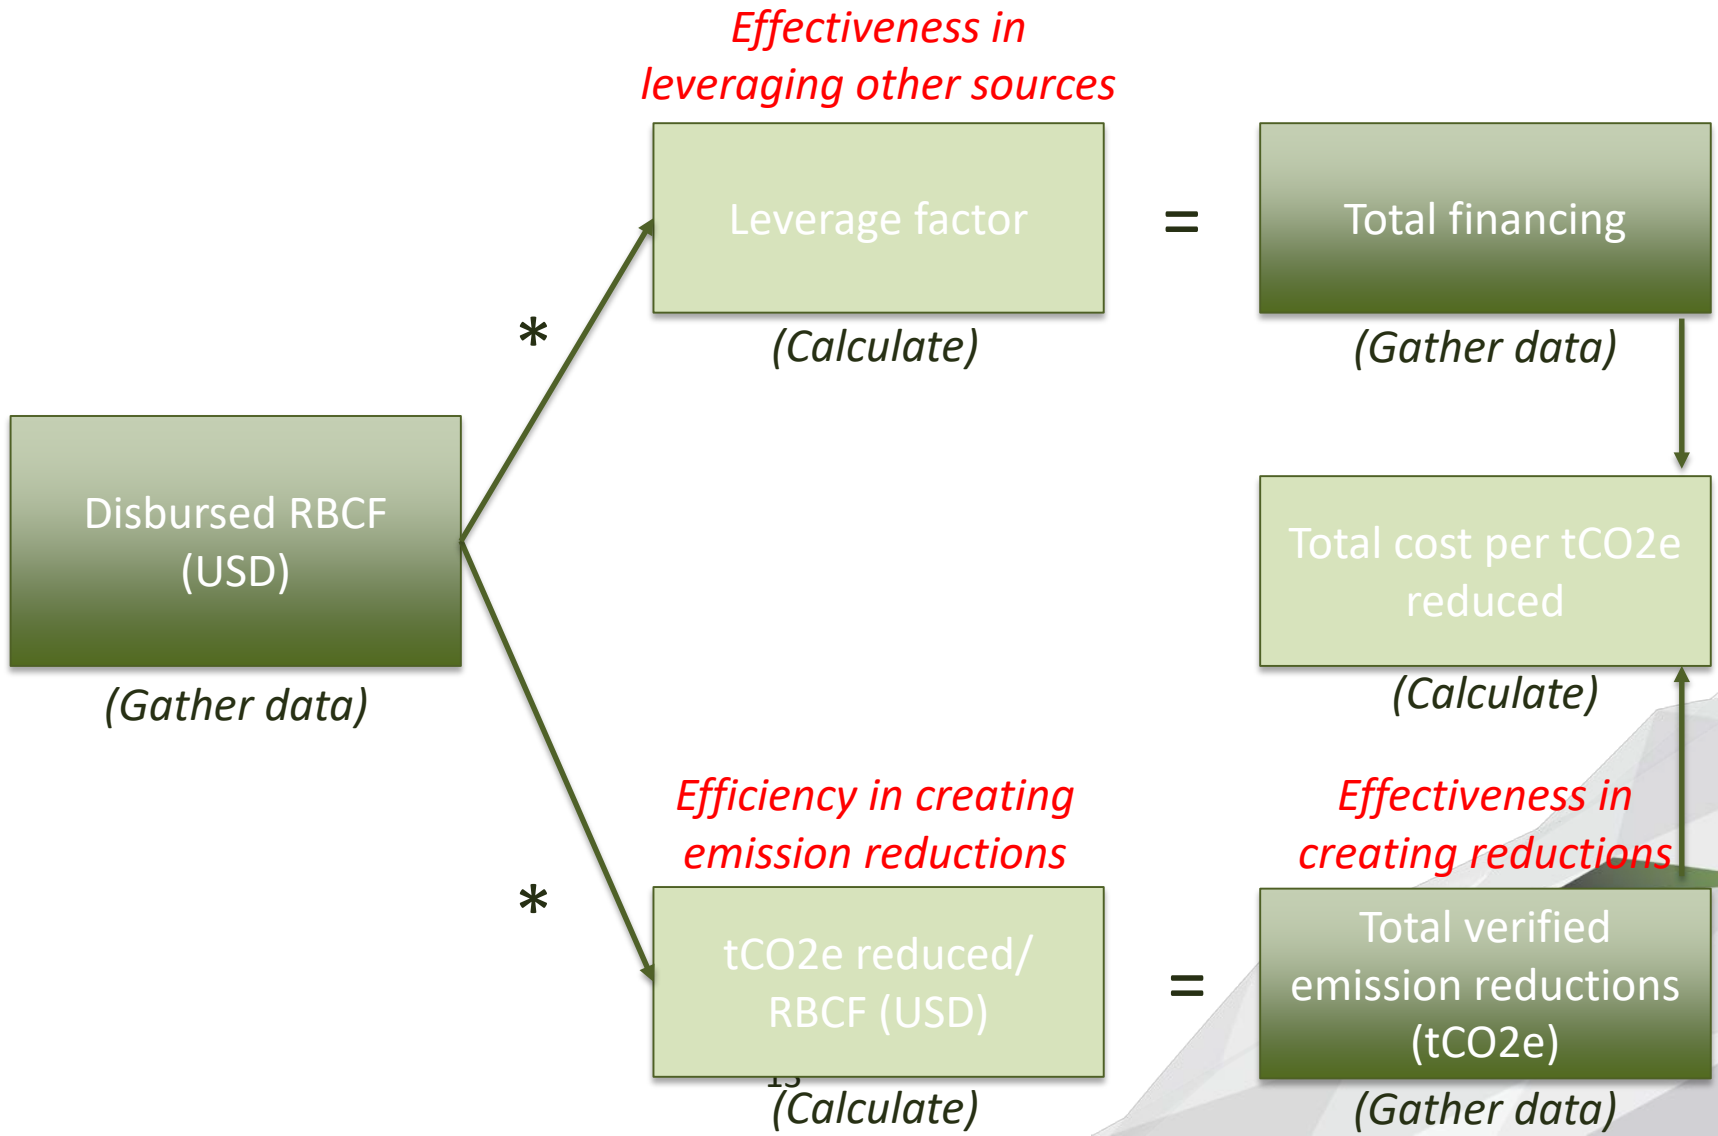 Effectiveness in
leveraging other sources
Leverage factor
=
Total financing
*
(Calculate)
(Gather data)
Disbursed RBCF
(USD)
(Gather data)
Total cost per tCO2e
reduced
(Calculate)
Efficiency in creating
emission reductions
Effectiveness in
creating reductions
*
tCO2e reduced/
RBCF (USD)
=
Total verified
emission reductions
(tCO2e)
(Calculate)
(Gather data)